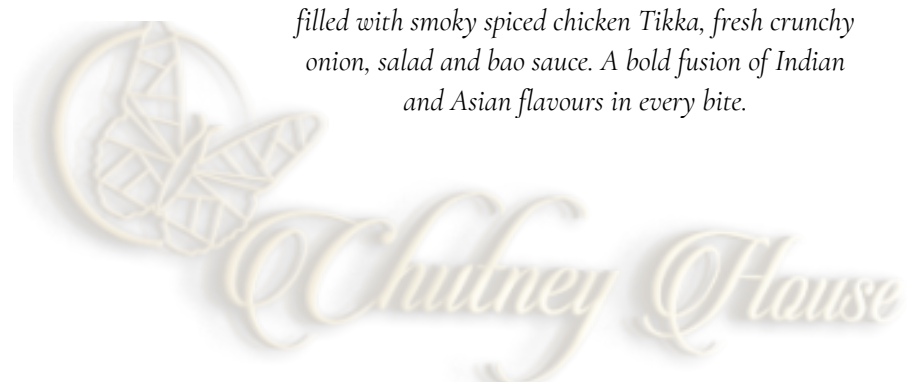 filled with smoky spiced chicken Tikka, fresh crunchy
onion, salad and bao sauce. A bold fusion of Indian
and Asian flavours in every bite.
Chutney House